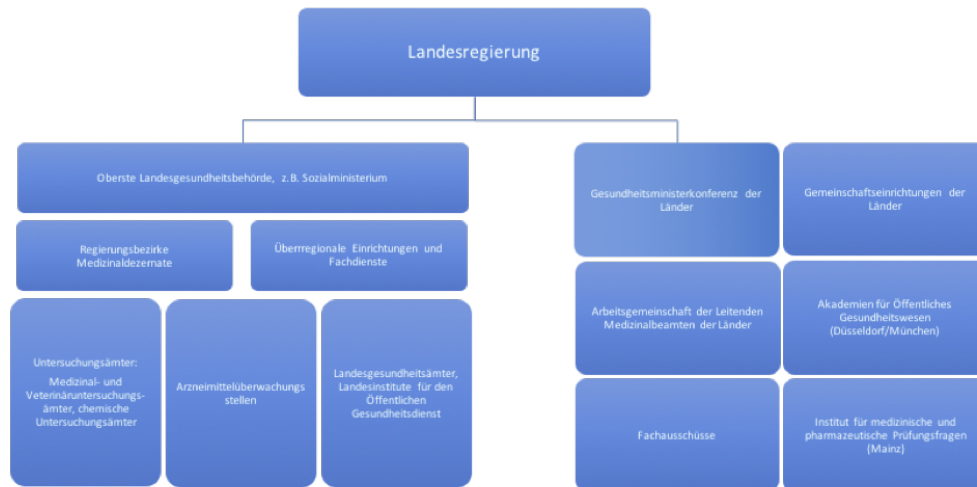 Landesregierung
Oberste Landesgesundheitsbehörde, z.B. Sozialministerium
Gesundheitsministerkonferenz der
Länder
Gemeinschaftseinrichtungen der
Länder
Regierungsbezirke
Medizinaldezernate
Überrregionale Einrichtungen und
Fachdienste
Arbeitsgemeinschaft der Leitenden
Medizinalbeamten der Länder
Akademien für Öffentliches
Gesundheitswesen
(Düsseldorf/München)
Untersuchungsämter:
Medizinal- und
Veterinäruntersuchungs-
ämter, chemische
Untersuchungsämter
Arzneimittelüberwachungs
stellen
Landesgesundheitsämter,
Landesinstitute für den
Öffentlichen
Gesundheitsdienst
Fachausschüsse
Institut für medizinische und
pharmazeutische Prüfungsfragen
(Mainz)